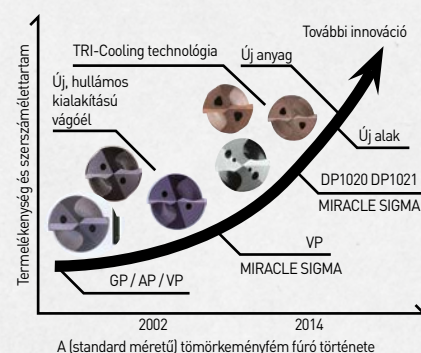 További innováció
TRI-Cooling technológia
Új anyag
Új, hullámos
kialakítású
vágóél
Új alak
DP1020 DP1021
MIRACLE SIGMA
VP
MIRACLE SIGMA
GP / AP / VP
Termelékenység és szerszámélettartam
2002
2014
A (standard méretű) tömörkeményfém fúró története